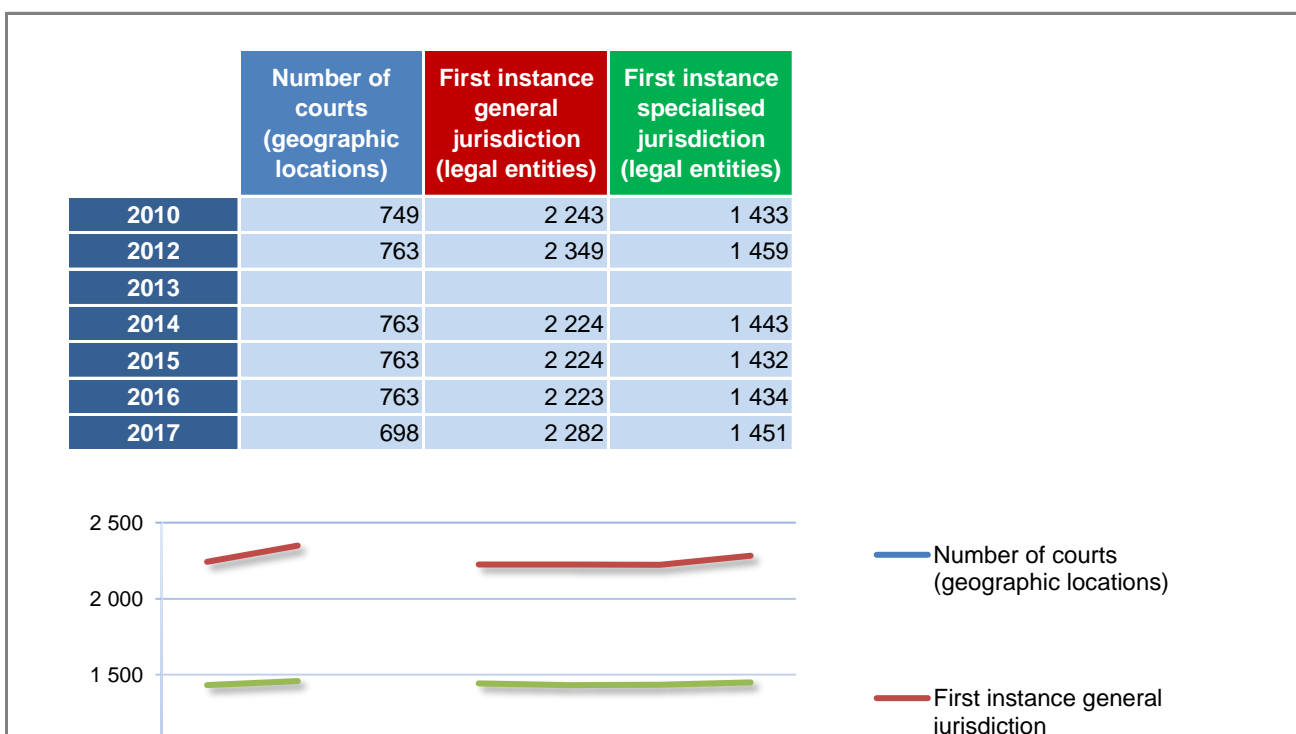 Number of courts (geographic locations)
First instance general jurisdiction (legal entities)
First instance specialised jurisdiction (legal entities)
2010 749 2 243 1 433
2012 763 2 349 1 459
2013
2014 763 2 224 1 443
2015 763 2 224 1 432
2016 763 2 223 1 434
2017 698 2 282 1 451
2 500
2 000
1 500
Number of courts
(geographic locations)
First instance general
jurisdiction